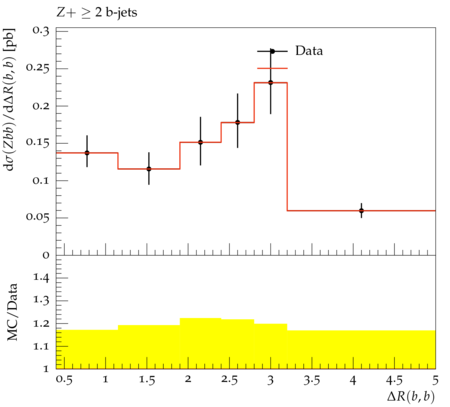 Z+ ≥ 2 b-jets
dσ(Zbb)/dΔR(b, b) [pb]
0.3
0.25
0.2
0.15
0.1
0.05
0
Data
MC/Data
1.4
1.3
1.2
1.1
1
0.5 1 1.5 2 2.5 3 3.5 4 4.5 5
ΔR(b, b)